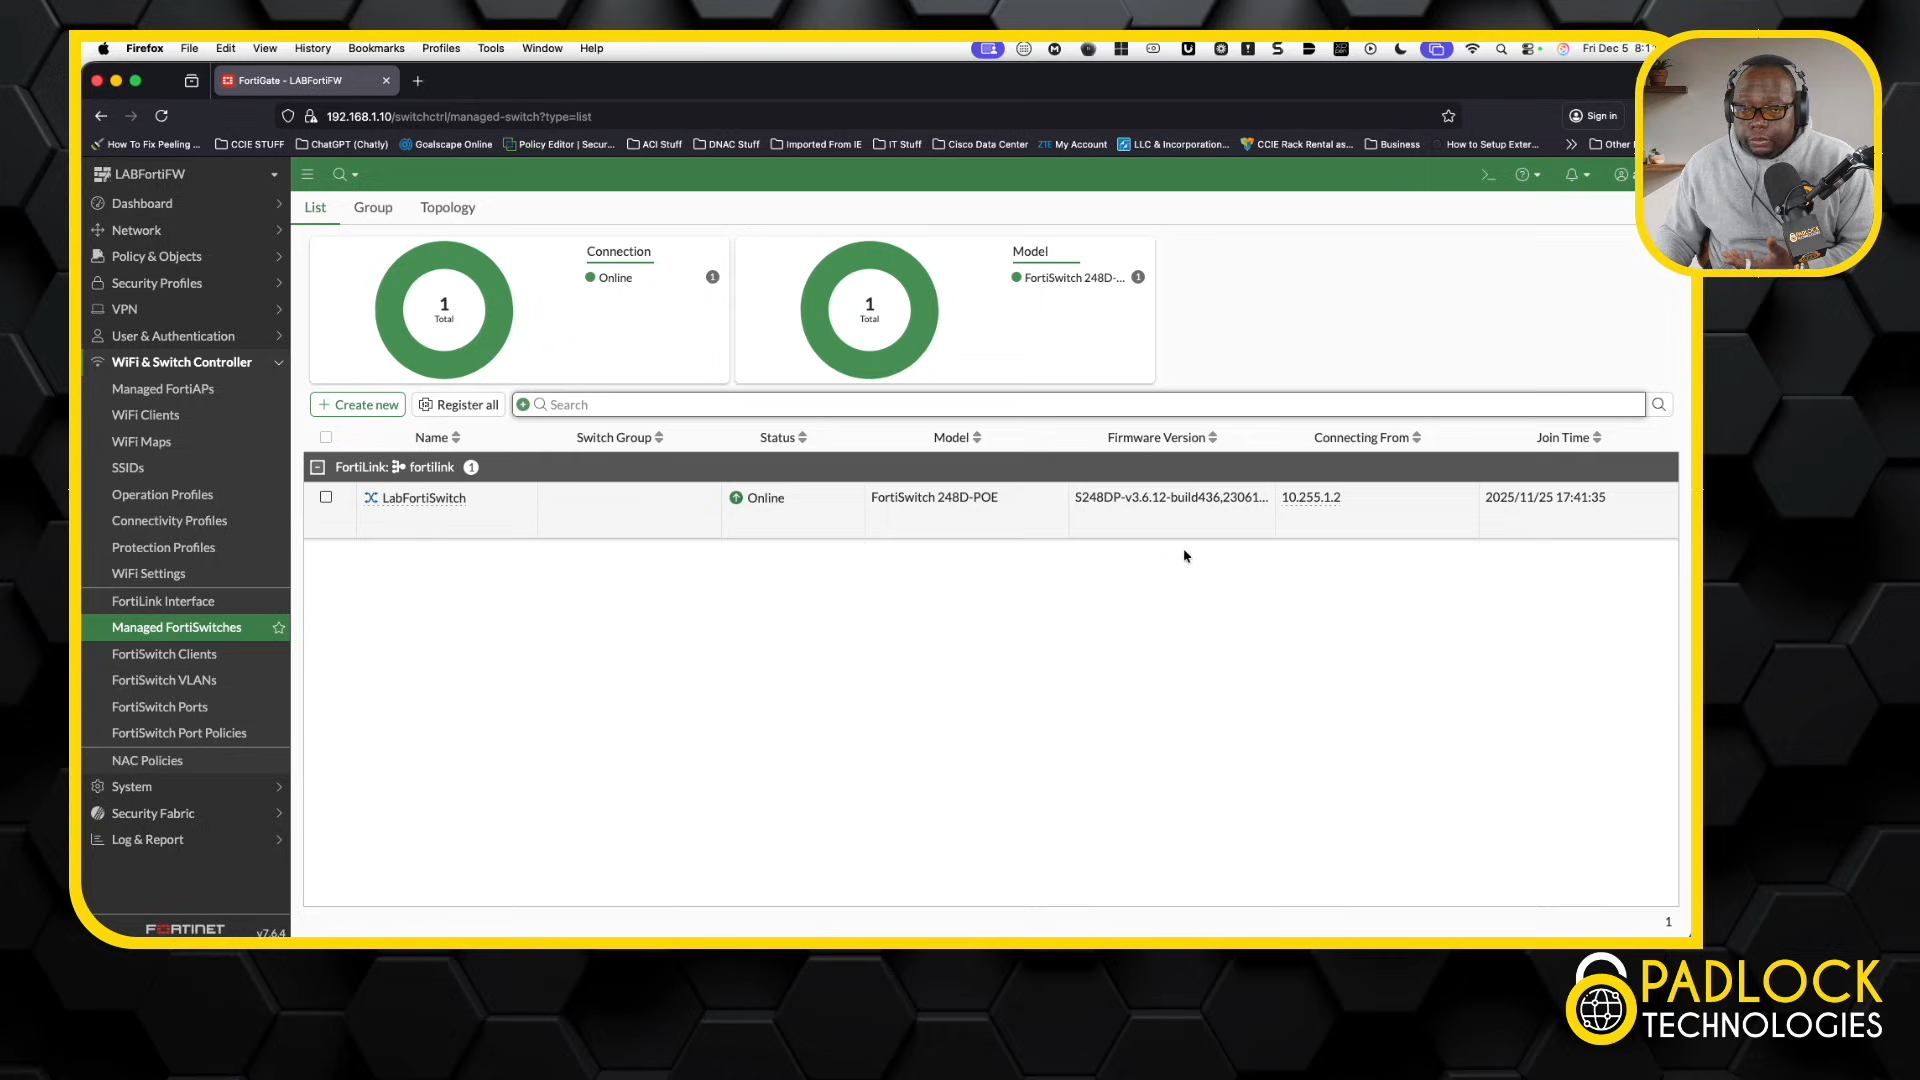 Firefox File Edit View History Bookmarks Profiles Tools Window Help
Fri Dec 5 8:1
FortiGate - LABFortiFW
192.168.1.10/switchctrl/managed-switch?type=list
Sign in
How To Fix Peeling ... CCIE STUFF ChatGPT (Chatly) Goalscape Online Policy Editor | Secur... ACI Stuff DNAC Stuff Imported From IE IT Stuff Cisco Data Center ZTE My Account LLC & Incorporation... CCIE Rack Rental as... Business How to Setup Exter... Other
LABFortiFW
Dashboard
Network
Policy & Objects
Security Profiles
VPN
User & Authentication
WiFi & Switch Controller
Managed FortiAPs
WiFi Clients
WiFi Maps
SSIDs
Operation Profiles
Connectivity Profiles
Protection Profiles
WiFi Settings
FortiLink Interface
Managed FortiSwitches
FortiSwitch Clients
FortiSwitch VLANs
FortiSwitch Ports
FortiSwitch Port Policies
NAC Policies
System
Security Fabric
Log & Report
FORTINET v7.6.4
List Group Topology
1
Total
Connection
Online 1
1
Total
Model
FortiSwitch 248D-... 1
Create new Register all Search
Name Switch Group Status Model Firmware Version Connecting From Join Time
FortiLink: fortilink 1
LabFortiSwitch Online FortiSwitch 248D-POE S248DP-v3.6.12-build436,23061... 10.255.1.2 2025/11/25 17:41:35
1
PADLOCK
PADLOCK
TECHNOLOGIES